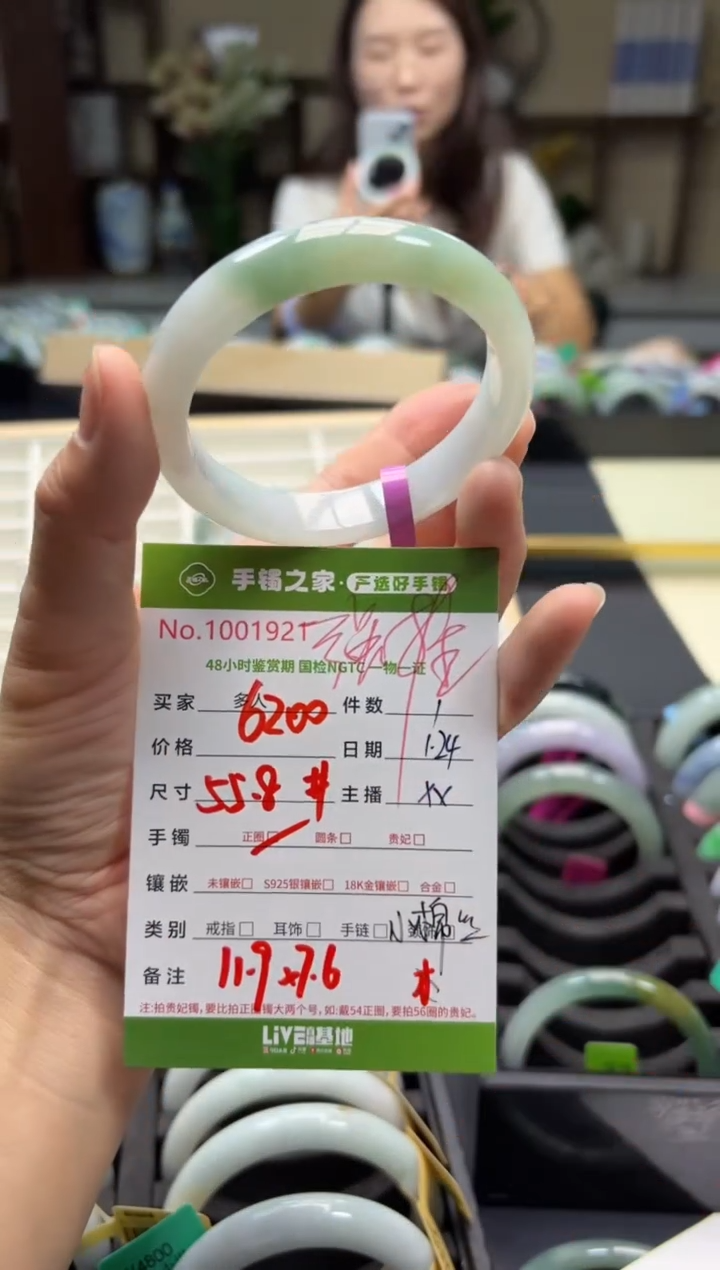 手镯之家·严选好手镯
No.1001921
48小时鉴赏期 国检NGTC一物一证
买家 多人 6200 件数 1
价格 日期 1.24
尺寸 55.8 # 主播 XX
手镯 正圈 圆条□ 贵妃□
镶嵌 未镶嵌□ S925银镶嵌□ 18K金镶嵌□ 合金□
类别 戒指□ 耳饰□ 手链□ 棉
备注 11.9x7.6
注:拍贵妃镯,要比拍正圈镯大两个号,如:戴54正圈,要拍56圈的贵妃。
LiVE基地
4800